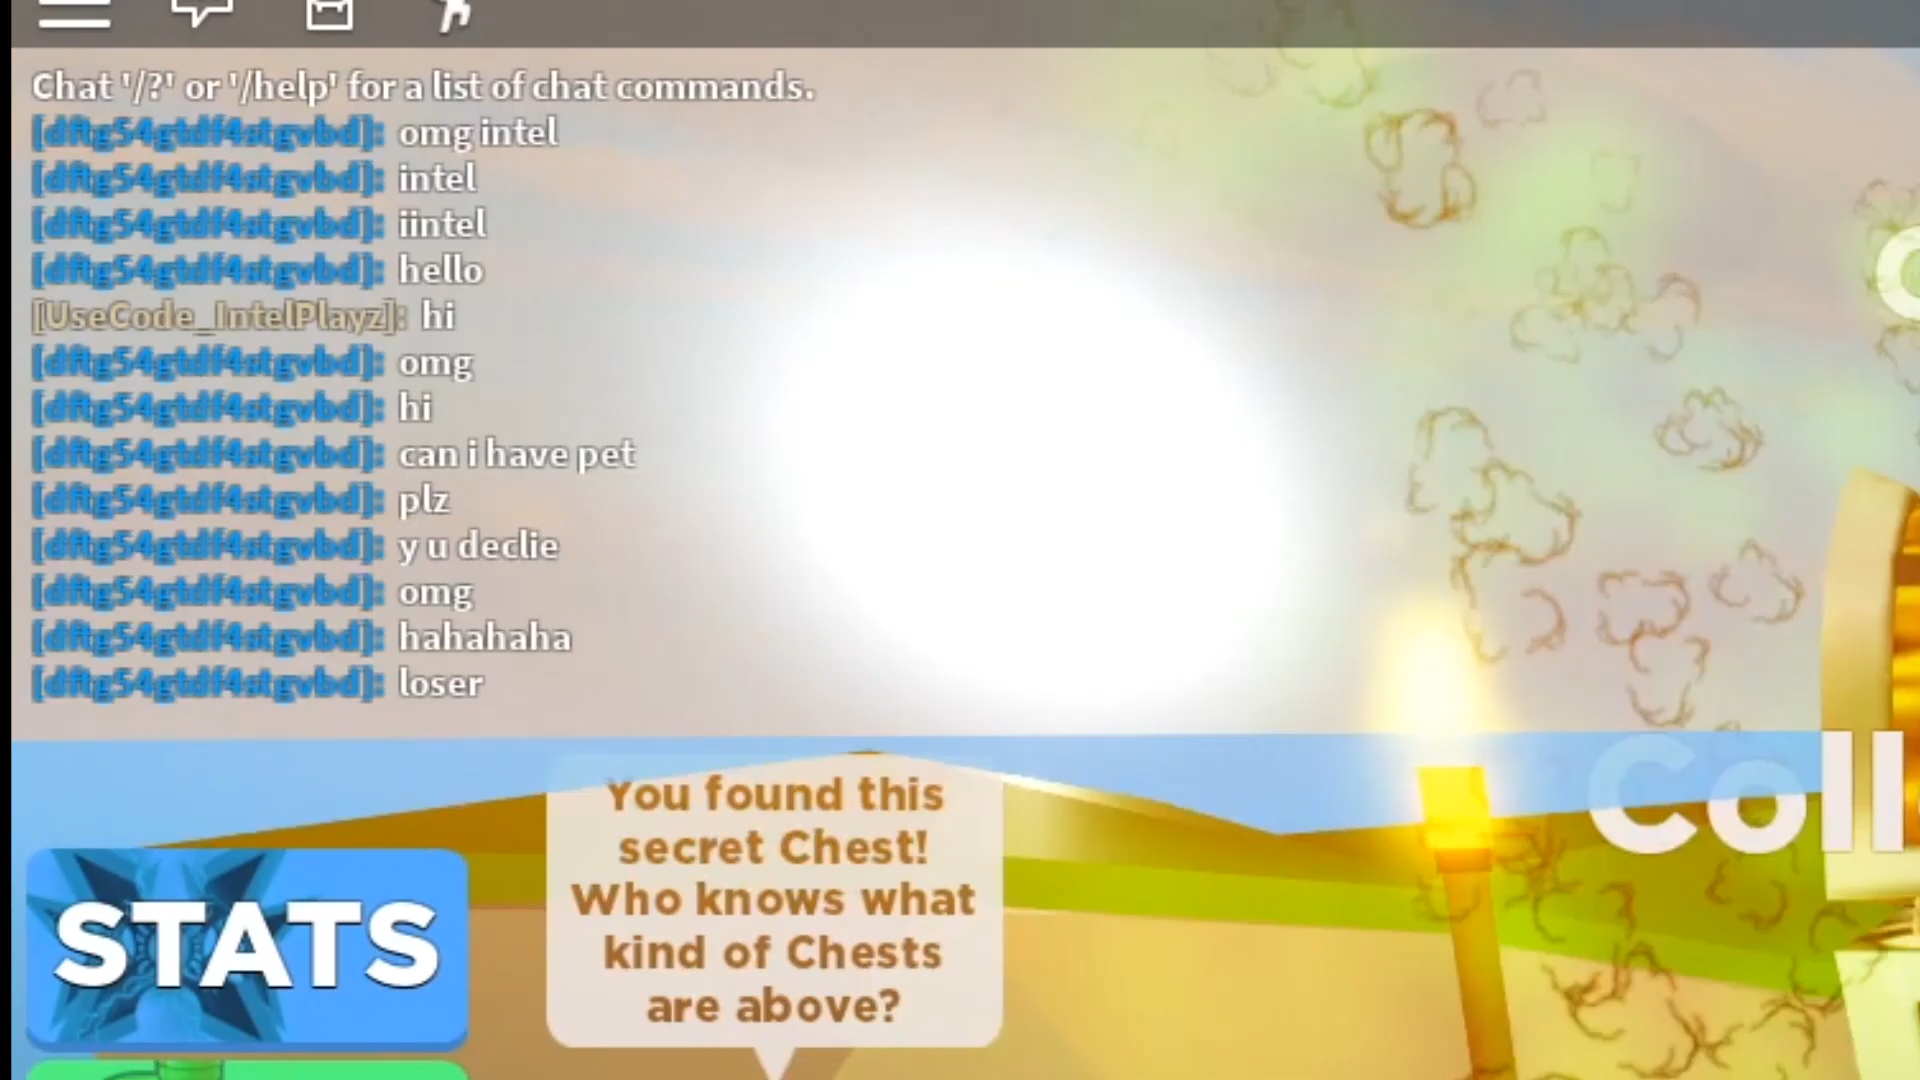 Chat '/?' or '/help' for a list of chat commands.
[dftg54gtdf4stgvbd]: omg intel
[dftg54gtdf4stgvbd]: intel
[dftg54gtdf4stgvbd]: iintel
[dftg54gtdf4stgvbd]: hello
[UseCode_IntelPlayz]: hi
[dftg54gtdf4stgvbd]: omg
[dftg54gtdf4stgvbd]: hi
[dftg54gtdf4stgvbd]: can i have pet
[dftg54gtdf4stgvbd]: plz
[dftg54gtdf4stgvbd]: y u declie
[dftg54gtdf4stgvbd]: omg
[dftg54gtdf4stgvbd]: hahahaha
[dftg54gtdf4stgvbd]: loser
You found this
secret Chest!
Who knows what
kind of Chests
are above?
Coll
STATS